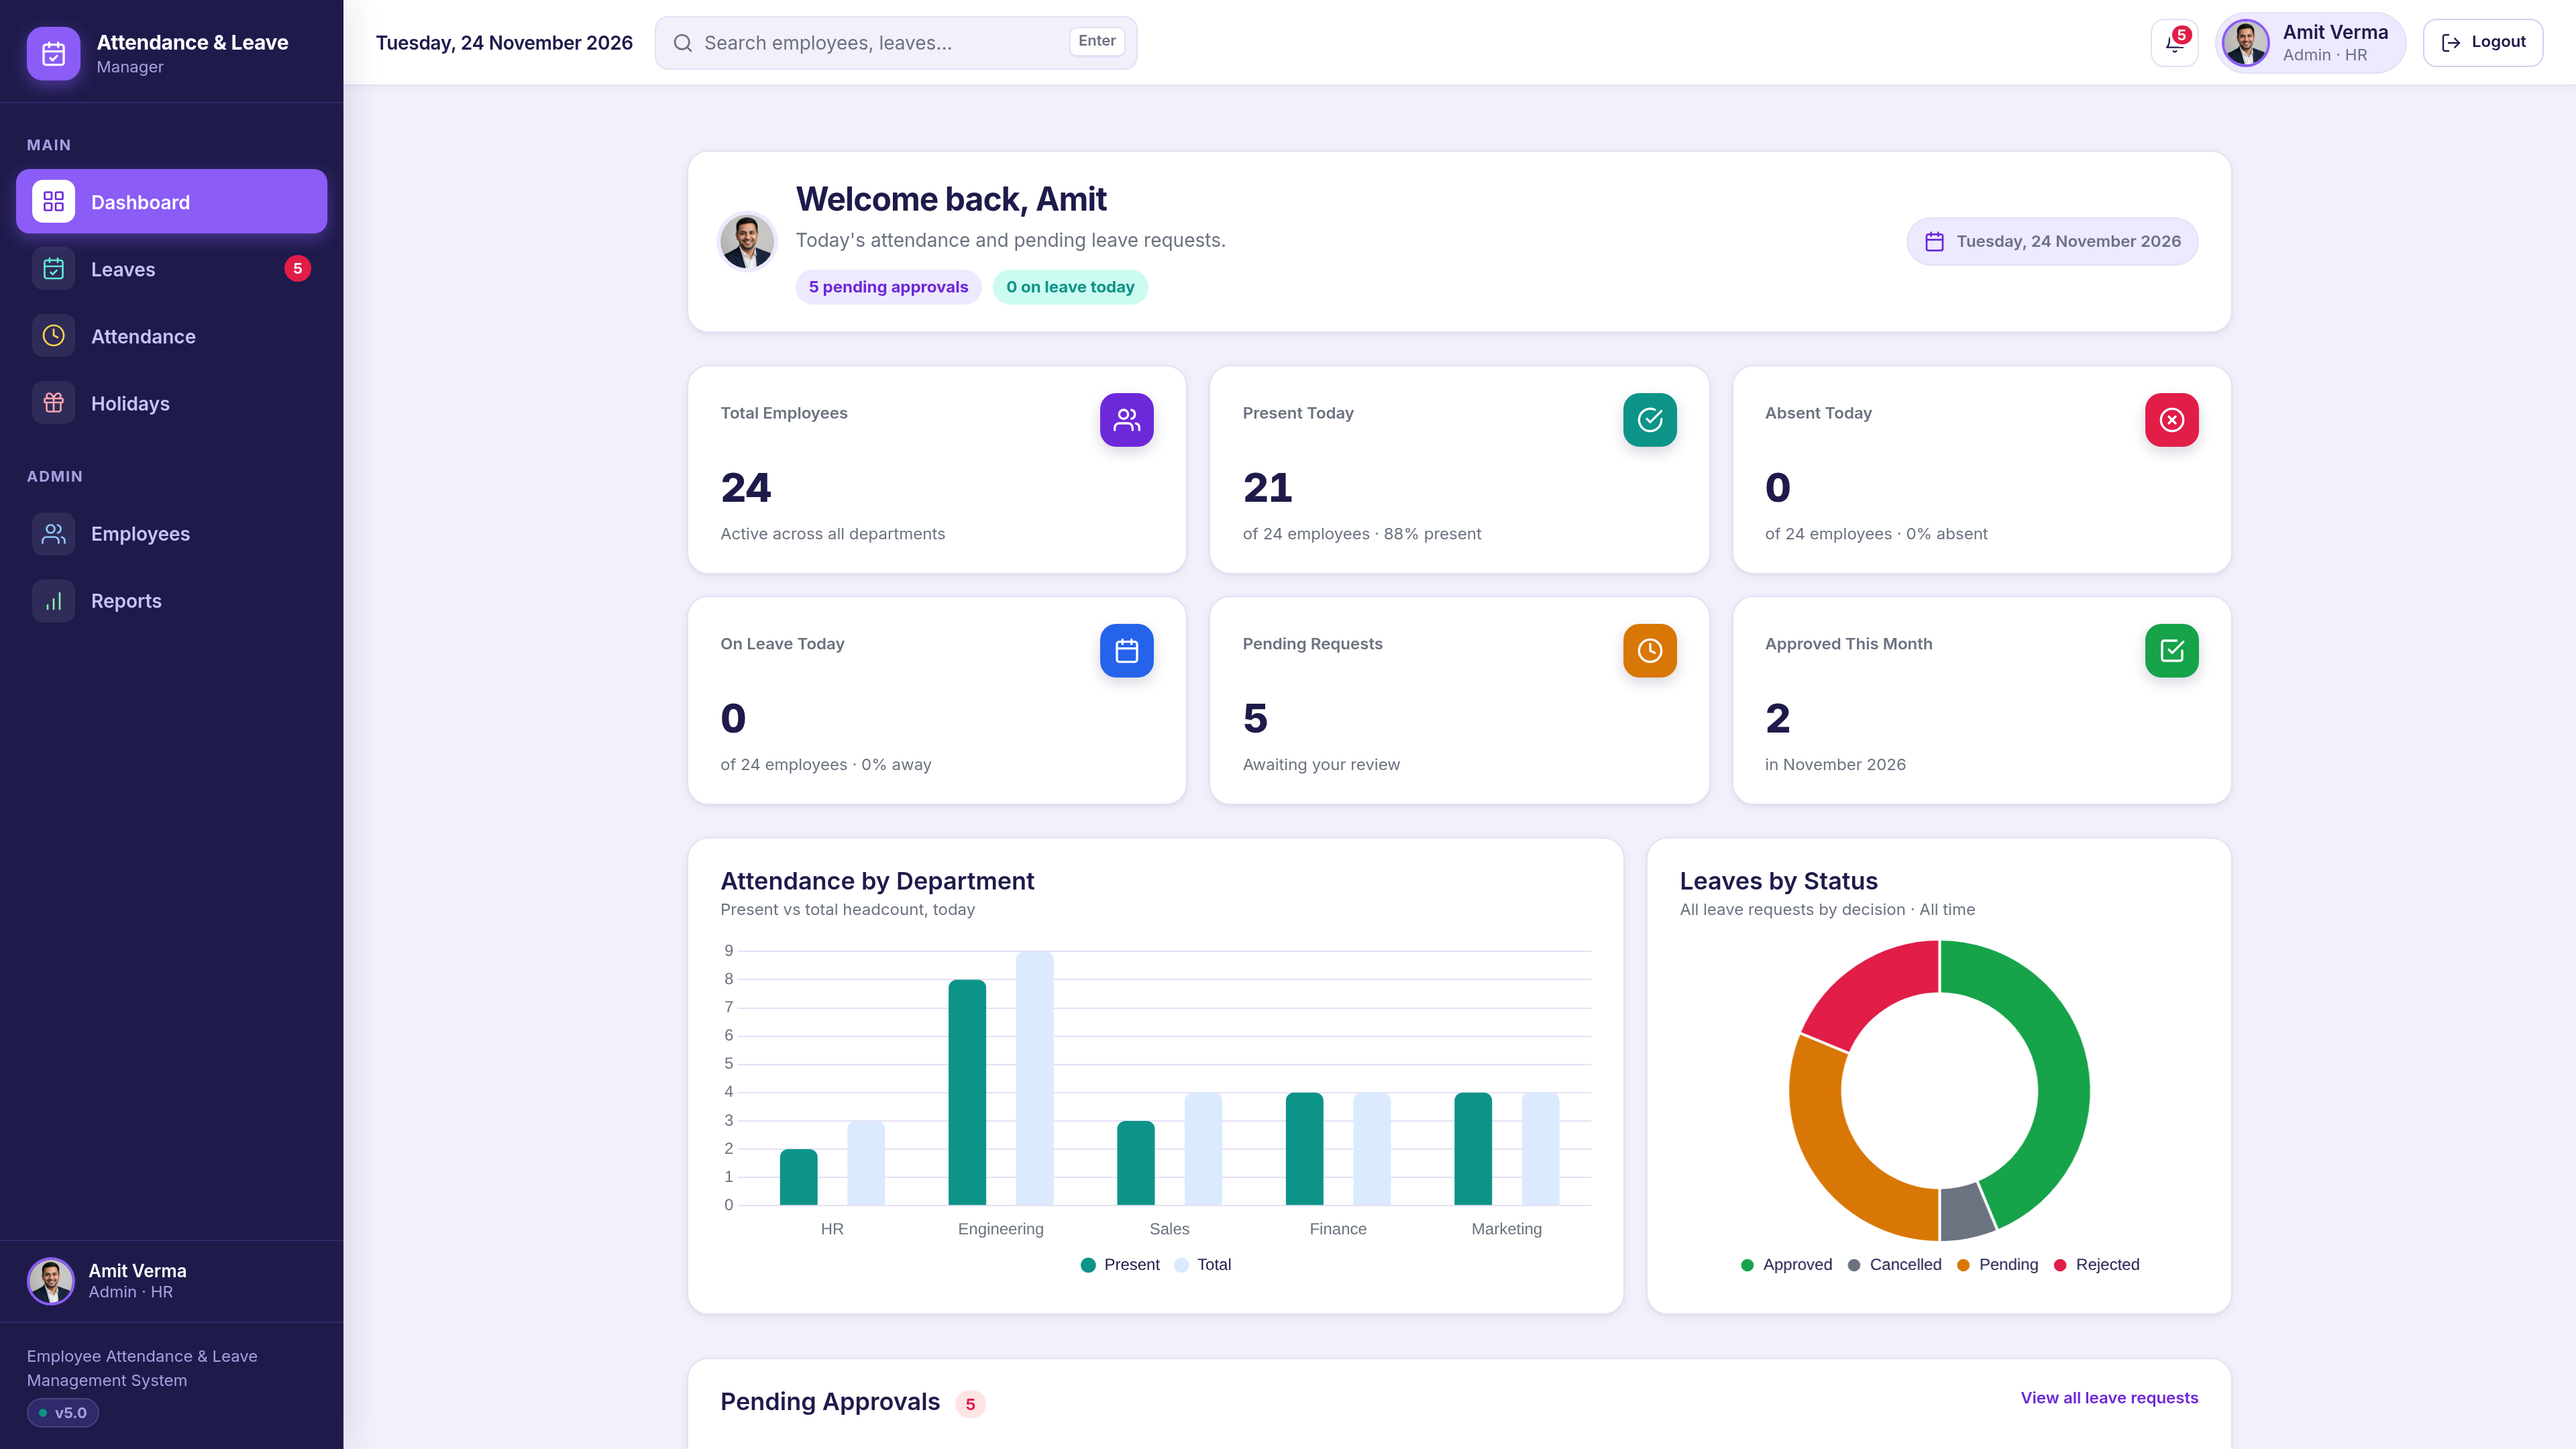 Attendance & Leave
Manager
MAIN
Dashboard
Leaves
5
Attendance
Holidays
ADMIN
Employees
Reports
Amit Verma
Admin · HR
Employee Attendance & Leave
Management System
v5.0
Tuesday, 24 November 2026
Search employees, leaves...
Enter
5
Amit Verma
Admin · HR
Logout
Welcome back, Amit
Today's attendance and pending leave requests.
5 pending approvals
0 on leave today
Tuesday, 24 November 2026
Total Employees
24
Active across all departments
Present Today
21
of 24 employees · 88% present
Absent Today
0
of 24 employees · 0% absent
On Leave Today
0
of 24 employees · 0% away
Pending Requests
5
Awaiting your review
Approved This Month
2
in November 2026
Attendance by Department
Present vs total headcount, today
9
8
7
6
5
4
3
2
1
0
HR
Engineering
Sales
Finance
Marketing
Present
Total
Leaves by Status
All leave requests by decision · All time
Approved
Cancelled
Pending
Rejected
Pending Approvals
5
View all leave requests